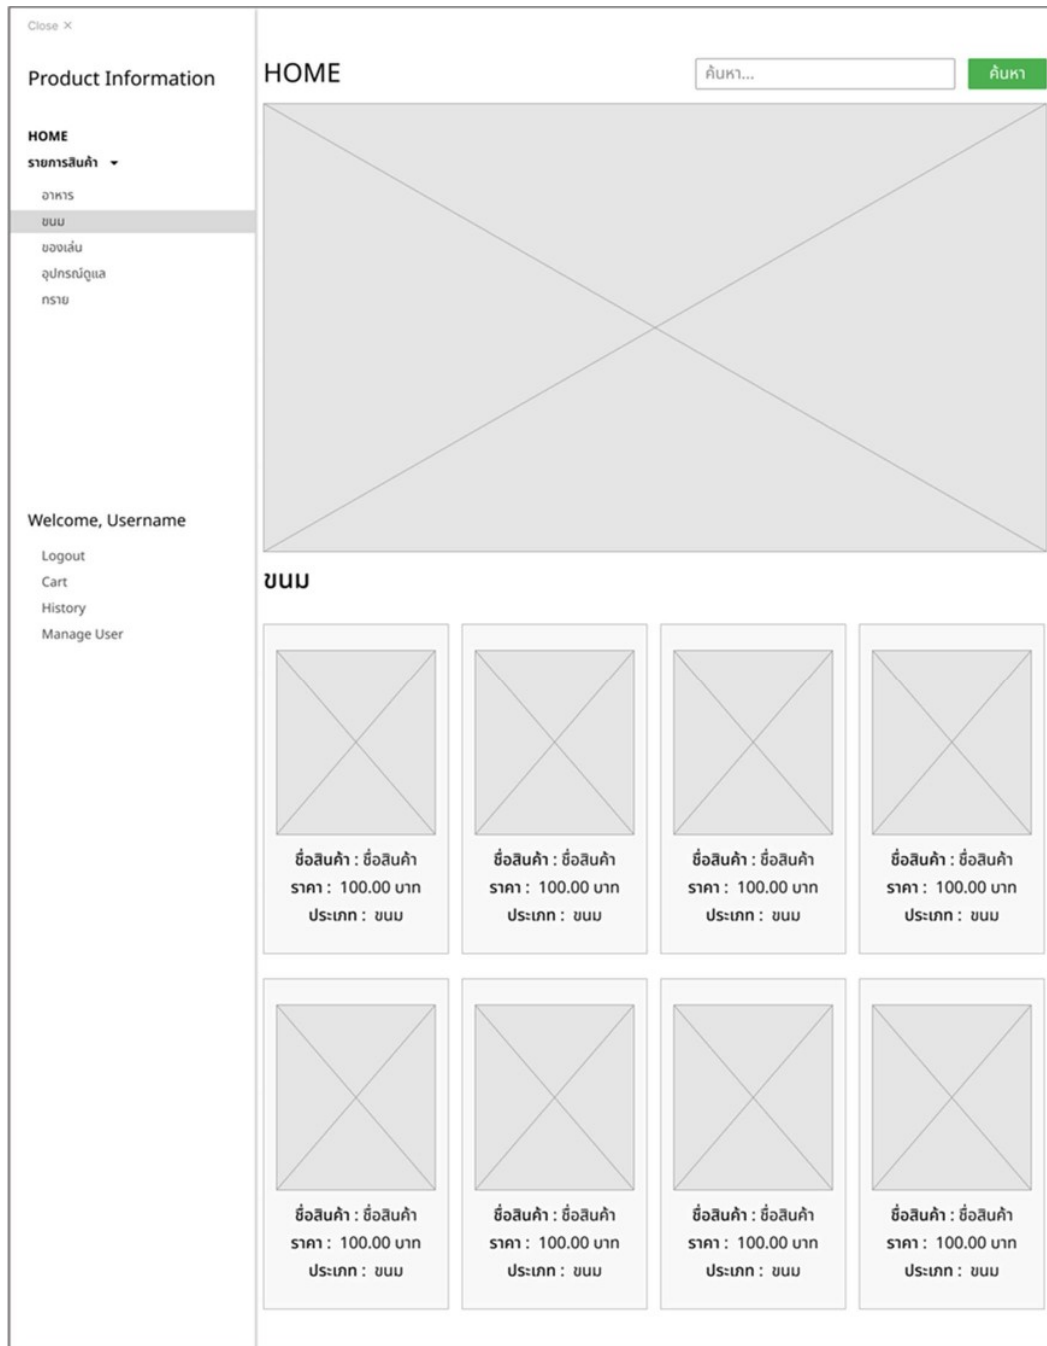 Close ×
Product Information
HOME
รายการสินค้า
อาหาร
ขนม
ของเล่น
อุปกรณ์ดูแล
ทราย
Welcome, Username
Logout
Cart
History
Manage User
HOME
ค้นหา...
ค้นหา
ขนม
ชื่อสินค้า : ชื่อสินค้า
ราคา : 100.00 บาท
ประเภท : ขนม
ชื่อสินค้า : ชื่อสินค้า
ราคา : 100.00 บาท
ประเภท : ขนม
ชื่อสินค้า : ชื่อสินค้า
ราคา : 100.00 บาท
ประเภท : ขนม
ชื่อสินค้า : ชื่อสินค้า
ราคา : 100.00 บาท
ประเภท : ขนม
ชื่อสินค้า : ชื่อสินค้า
ราคา : 100.00 บาท
ประเภท : ขนม
ชื่อสินค้า : ชื่อสินค้า
ราคา : 100.00 บาท
ประเภท : ขนม
ชื่อสินค้า : ชื่อสินค้า
ราคา : 100.00 บาท
ประเภท : ขนม
ชื่อสินค้า : ชื่อสินค้า
ราคา : 100.00 บาท
ประเภท : ขนม